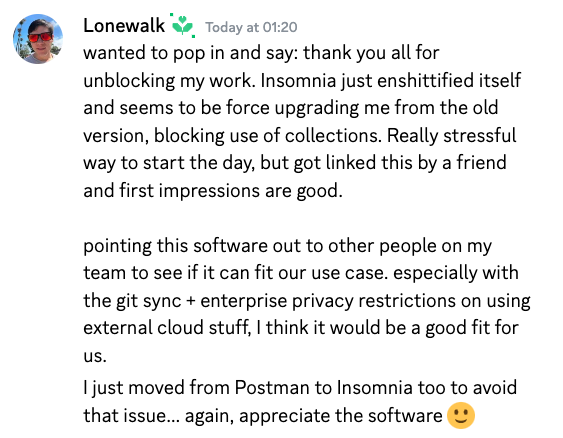 Lonewalk Today at 01:20
wanted to pop in and say: thank you all for
unblocking my work. Insomnia just enshittified itself
and seems to be force upgrading me from the old
version, blocking use of collections. Really stressful
way to start the day, but got linked this by a friend
and first impressions are good.

pointing this software out to other people on my
team to see if it can fit our use case. especially with
the git sync + enterprise privacy restrictions on using
external cloud stuff, I think it would be a good fit for
us.
I just moved from Postman to Insomnia too to avoid
that issue... again, appreciate the software 🙂